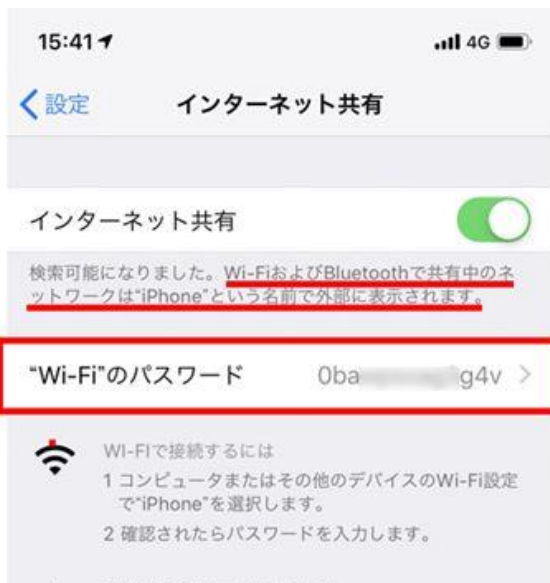 15:41 4G
設定 インターネット共有
インターネット共有
検索可能になりました。Wi-FiおよびBluetoothで共有中のネ
ットワークは“iPhone”という名前で外部に表示されます。
“Wi-Fi”のパスワード 0ba g4v
WI-FIで接続するには
1 コンピュータまたはその他のデバイスのWi-Fi設定
で“iPhone”を選択します。
2 確認されたらパスワードを入力します。